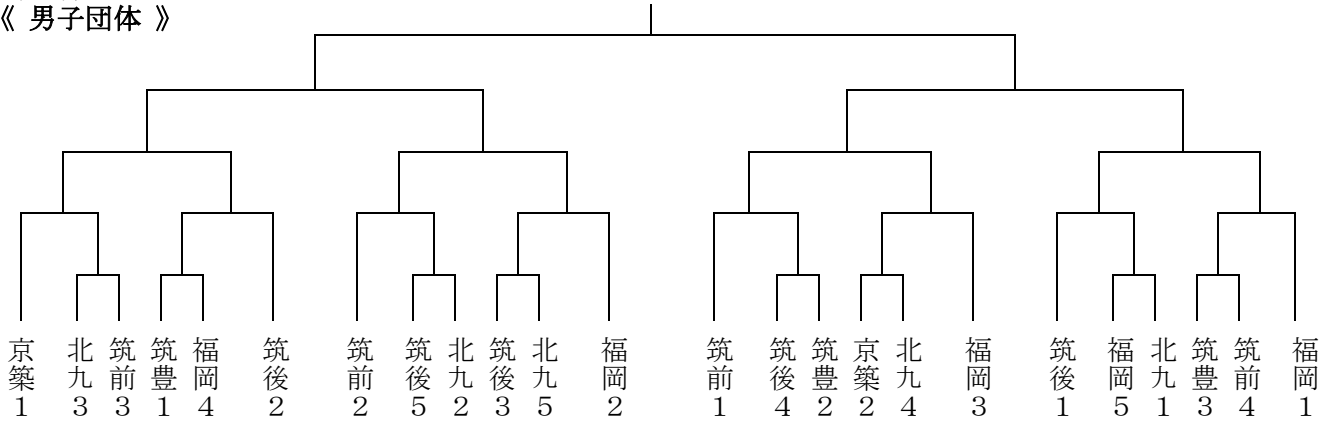 《 男子団体 》
京築1
北九3
筑前3
筑豊1
福岡4
筑後2
筑前2
筑後5
北九2
筑後3
北九5
福岡2
筑前1
筑後4
筑豊2
京築2
北九4
福岡3
筑後1
福岡5
北九1
筑豊3
筑前4
福岡1